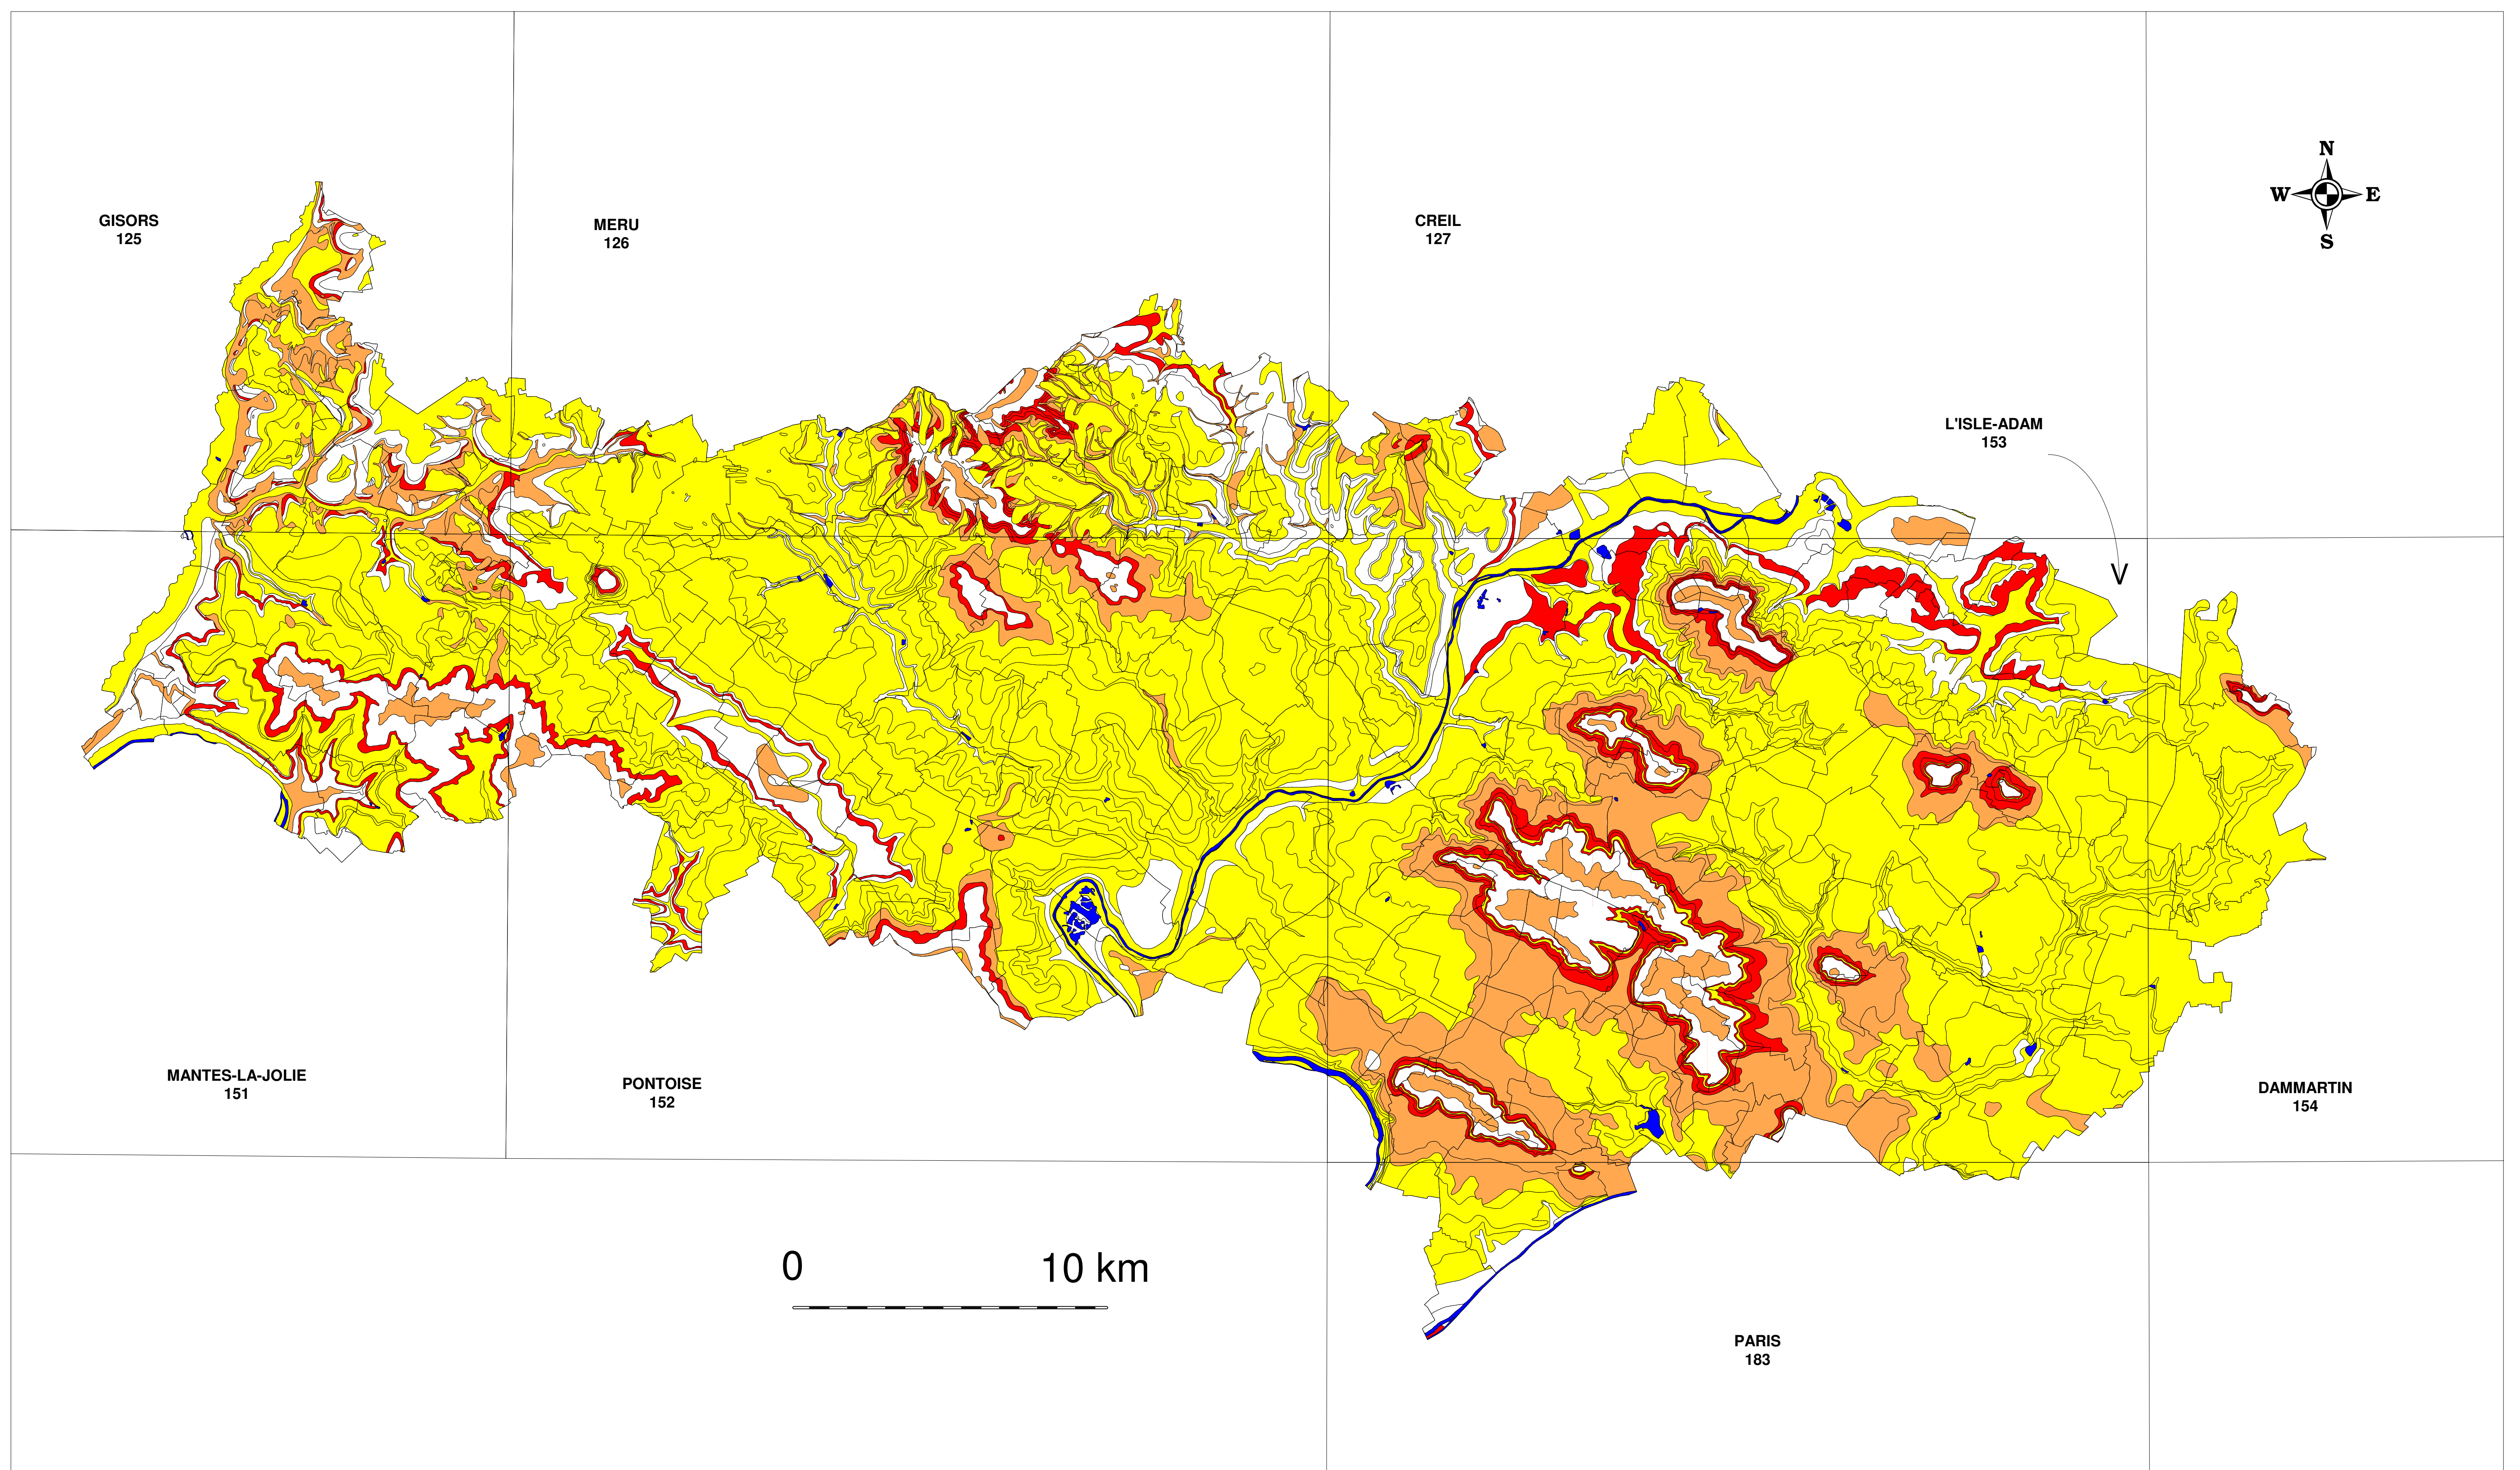 N
W E
S
GISORS
125
MERU
126
CREIL
127
L'ISLE-ADAM
153
MANTES-LA-JOLIE
151
PONTOISE
152
DAMMARTIN
154
0 10 km
PARIS
183